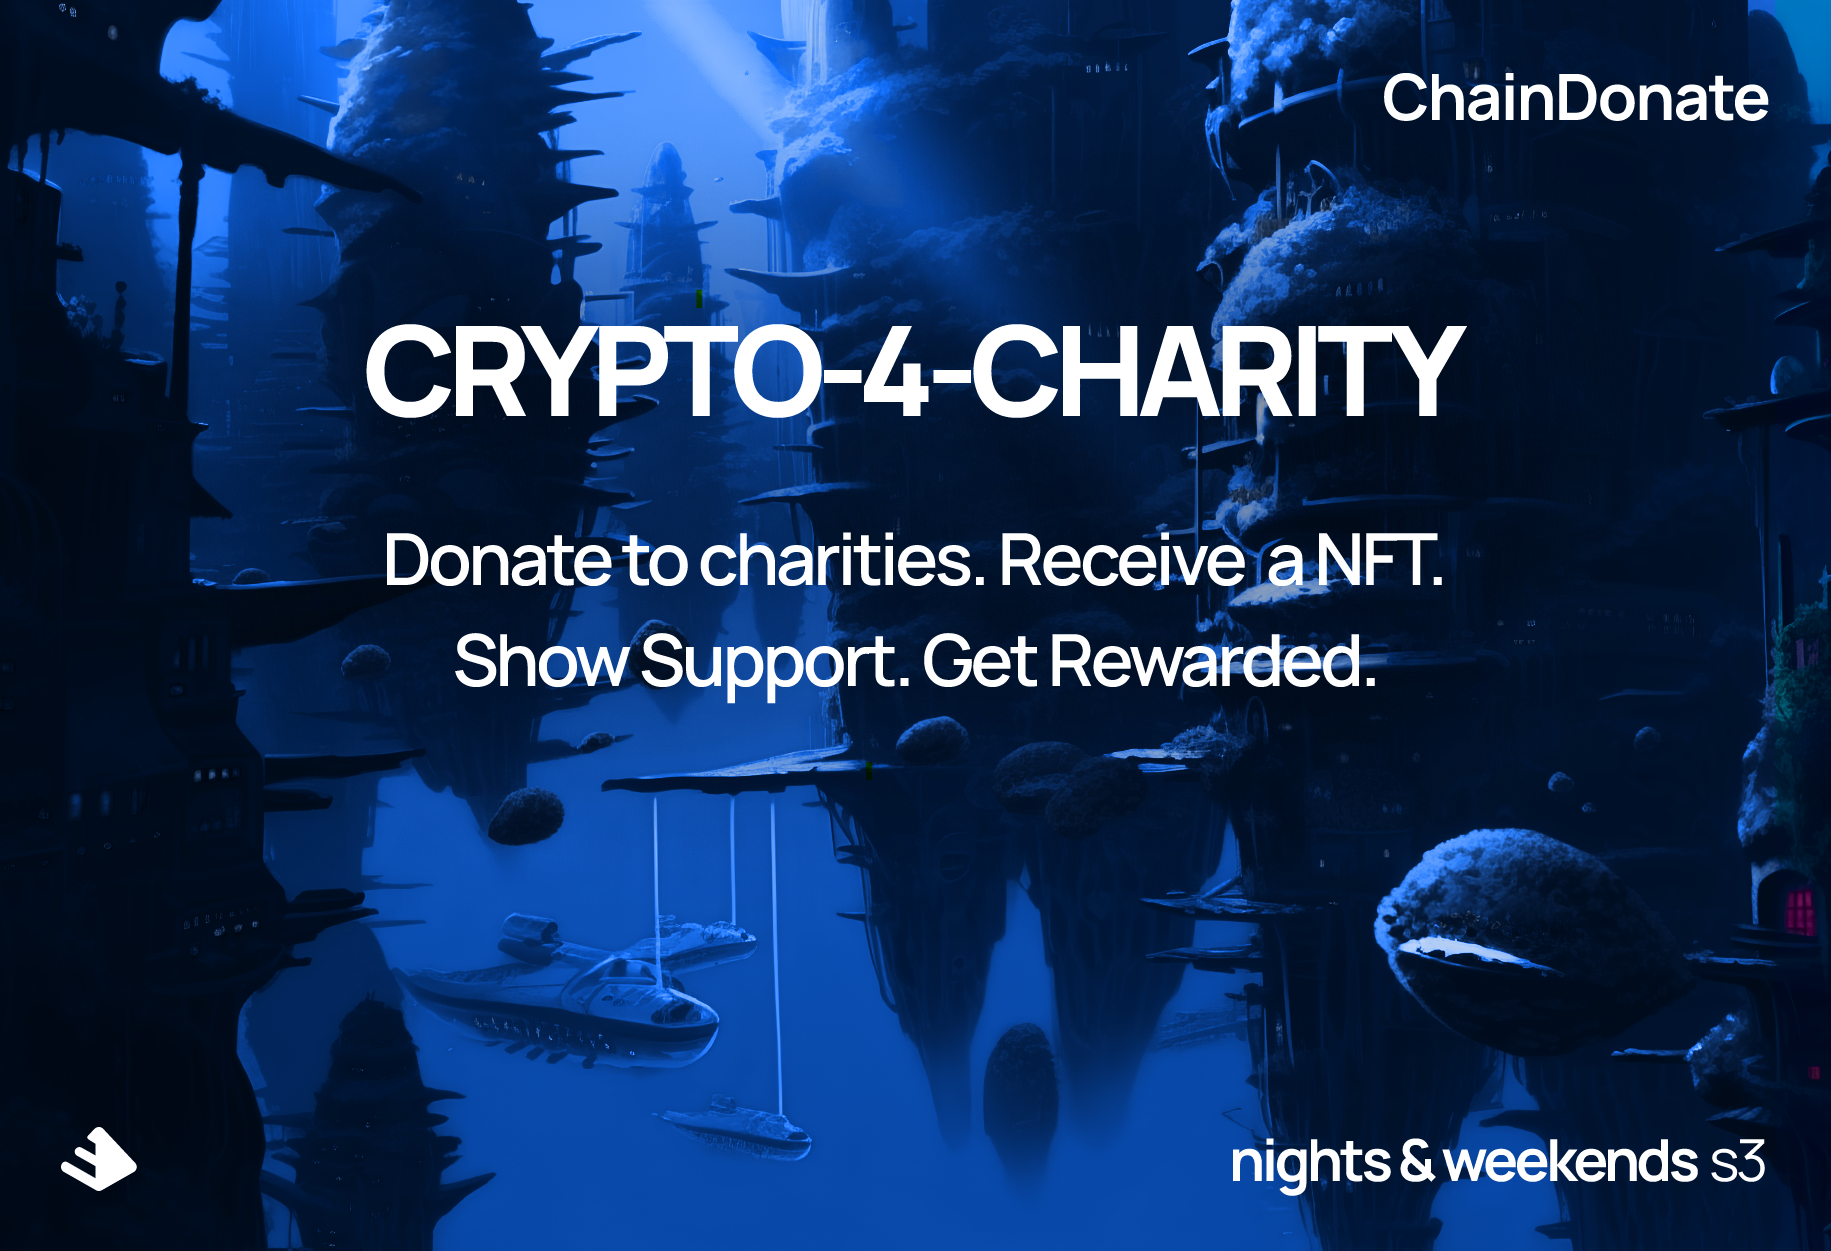 ChainDonate
CRYPTO-4-CHARITY
Donate to charities. Receive a NFT.
Show Support. Get Rewarded.
nights & weekends s3